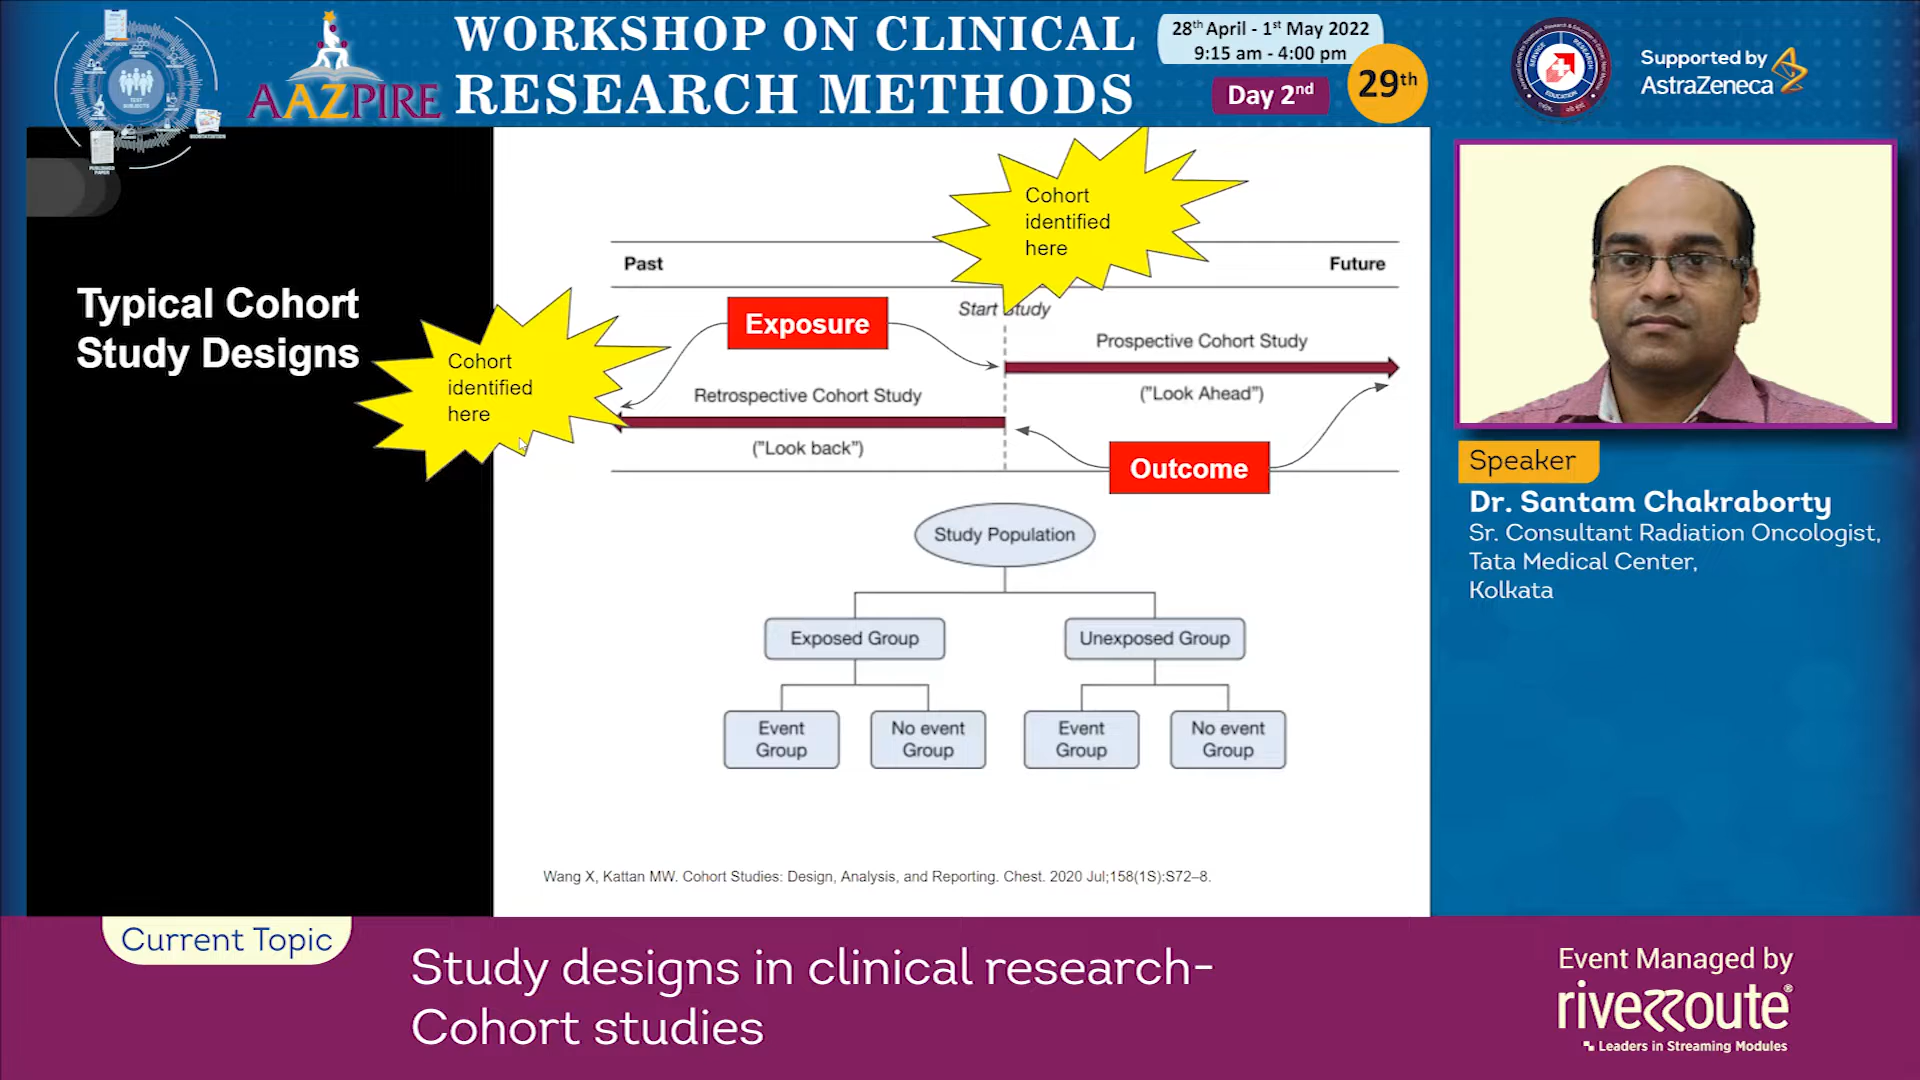 AAZPIRE
WORKSHOP ON CLINICAL
RESEARCH METHODS
28th April - 1st May 2022
9:15 am - 4:00 pm
Day 2nd
29th
Supported by
AstraZeneca
TEST
SUBJECTS
Typical Cohort
Study Designs
Cohort
identified
here
Cohort
identified
here
Past
Future
Start Study
Exposure
Prospective Cohort Study
("Look Ahead")
Retrospective Cohort Study
("Look back")
Outcome
Study Population
Exposed Group
Unexposed Group
Event
Group
No event
Group
Event
Group
No event
Group
Wang X, Kattan MW. Cohort Studies: Design, Analysis, and Reporting. Chest. 2020 Jul;158(1S):S72–8.
Speaker
Dr. Santam Chakraborty
Sr. Consultant Radiation Oncologist,
Tata Medical Center,
Kolkata
Current Topic
Study designs in clinical research-
Cohort studies
Event Managed by
riverroute®
Leaders in Streaming Modules